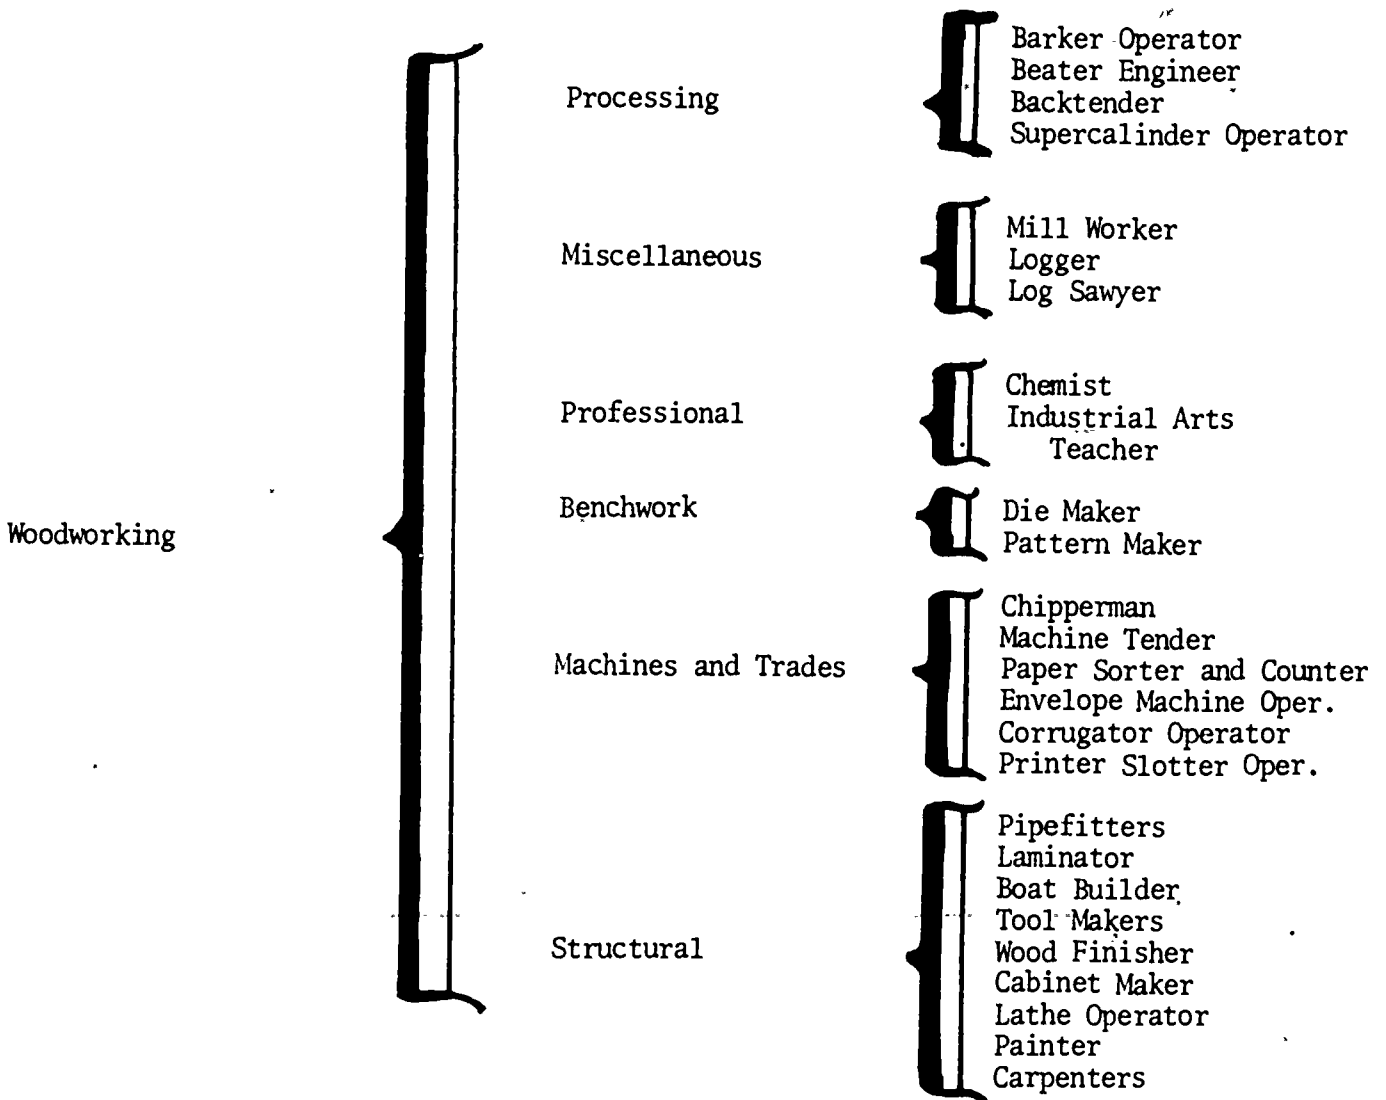 Woodworking
Processing
Barker Operator
Beater Engineer
Backtender
Supercalinder Operator
Miscellaneous
Mill Worker
Logger
Log Sawyer
Professional
Chemist
Industrial Arts
Teacher
Benchwork
Die Maker
Pattern Maker
Machines and Trades
Chipperman
Machine Tender
Paper Sorter and Counter
Envelope Machine Oper.
Corrugator Operator
Printer Slotter Oper.
Structural
Pipefitters
Laminator
Boat Builder
Tool Makers
Wood Finisher
Cabinet Maker
Lathe Operator
Painter
Carpenters